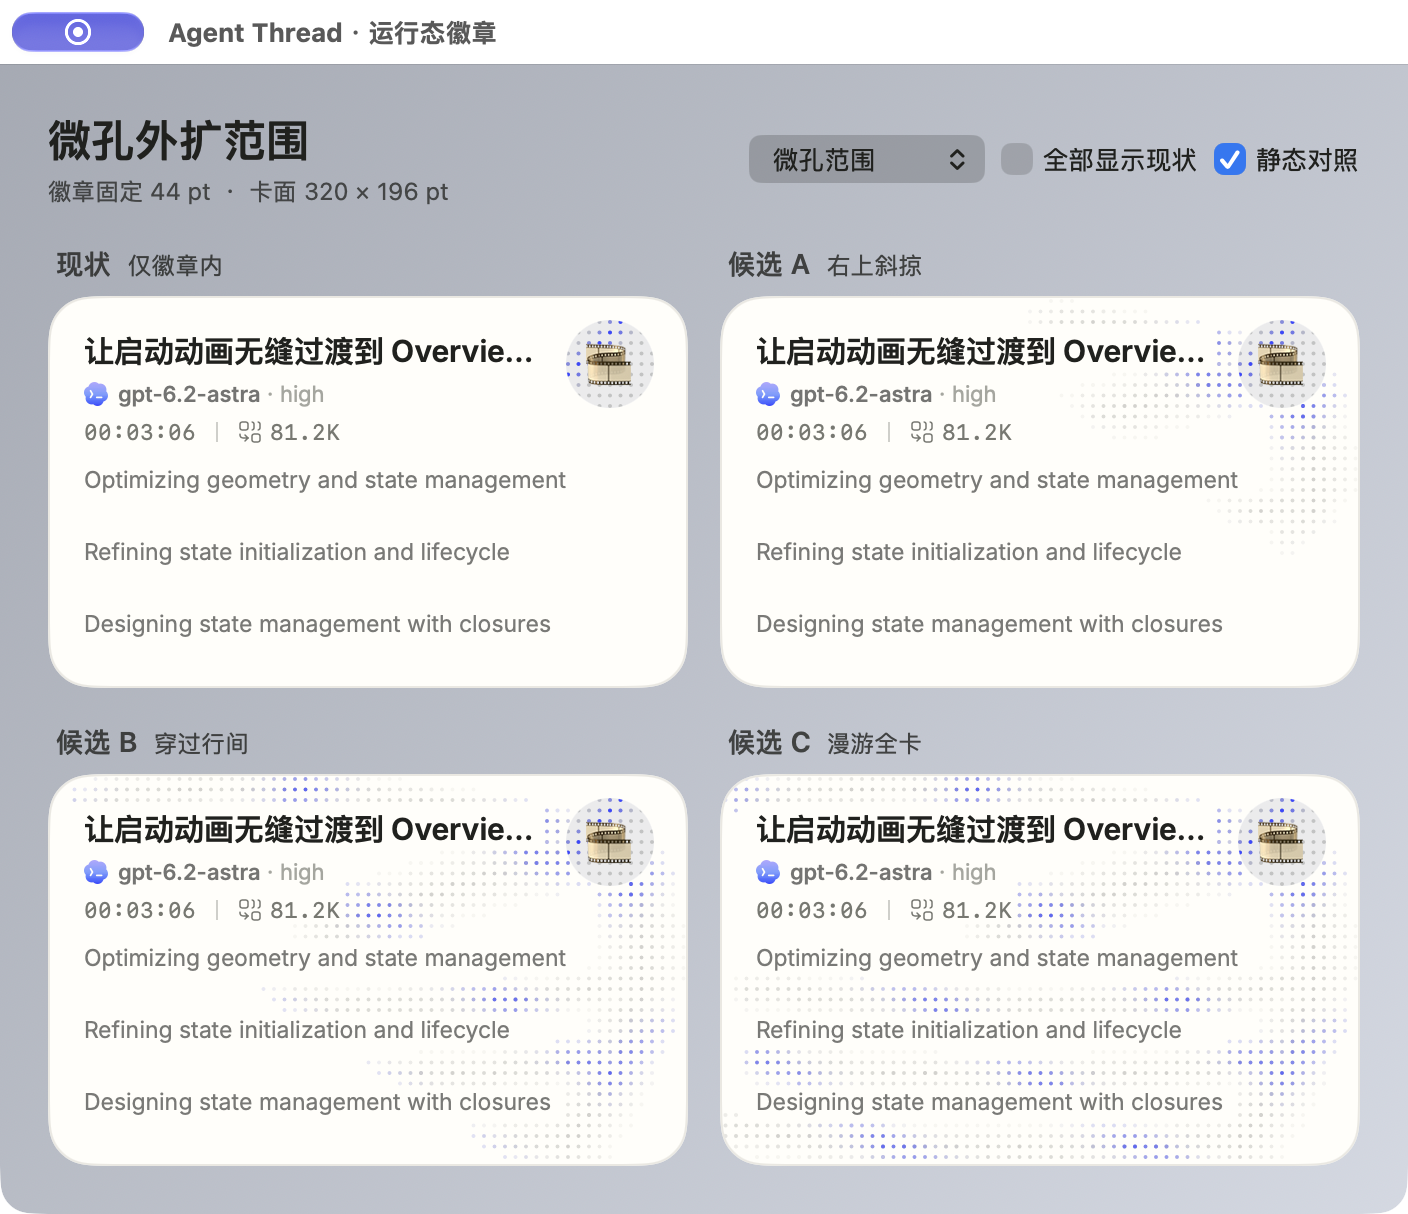 Agent Thread · 运行态徽章
微孔外扩范围
徽章固定 44 pt · 卡面 320 × 196 pt
微孔范围
全部显示现状
静态对照
现状 仅徽章内
让启动动画无缝过渡到 Overvie...
gpt-6.2-astra · high
00:03:06 | 81.2K
Optimizing geometry and state management
Refining state initialization and lifecycle
Designing state management with closures
候选 A 右上斜掠
让启动动画无缝过渡到 Overvie...
gpt-6.2-astra · high
00:03:06 | 81.2K
Optimizing geometry and state management
Refining state initialization and lifecycle
Designing state management with closures
候选 B 穿过行间
让启动动画无缝过渡到 Overvie...
gpt-6.2-astra · high
00:03:06 | 81.2K
Optimizing geometry and state management
Refining state initialization and lifecycle
Designing state management with closures
候选 C 漫游全卡
让启动动画无缝过渡到 Overvie...
gpt-6.2-astra · high
00:03:06 | 81.2K
Optimizing geometry and state management
Refining state initialization and lifecycle
Designing state management with closures